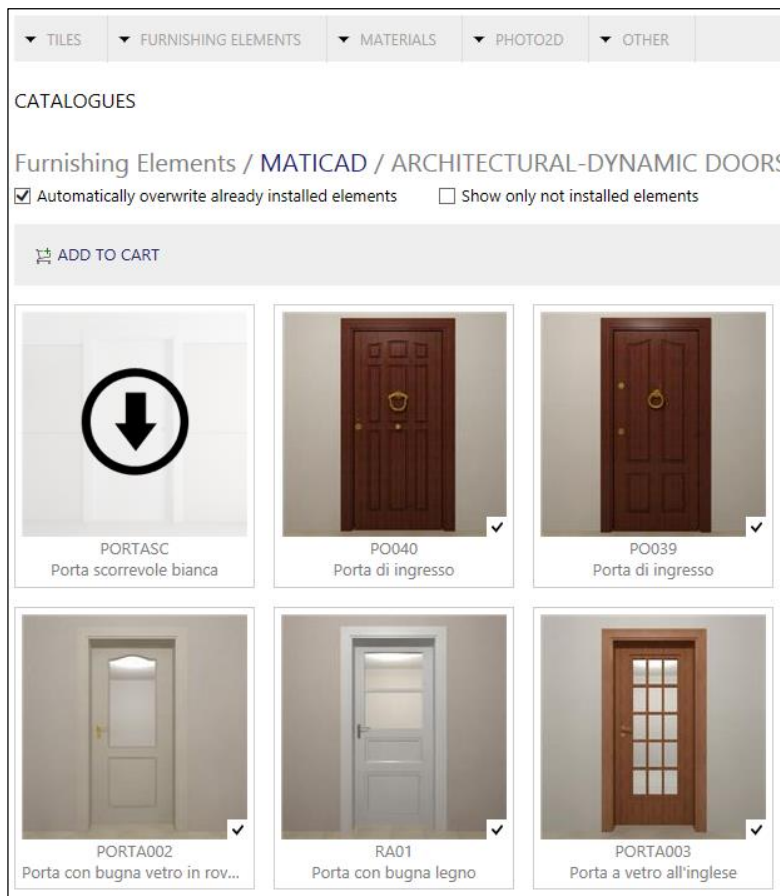 TILES FURNISHING ELEMENTS MATERIALS PHOTO2D OTHER
CATALOGUES
Furnishing Elements / MATICAD / ARCHITECTURAL-DYNAMIC DOORS
Automatically overwrite already installed elements Show only not installed elements
ADD TO CART
PORTASC PO040 PO039
Porta scorrevole bianca Porta di ingresso Porta di ingresso
PORTA002 RA01 PORTA003
Porta con bugna vetro in rov... Porta con bugna legno Porta a vetro all'inglese